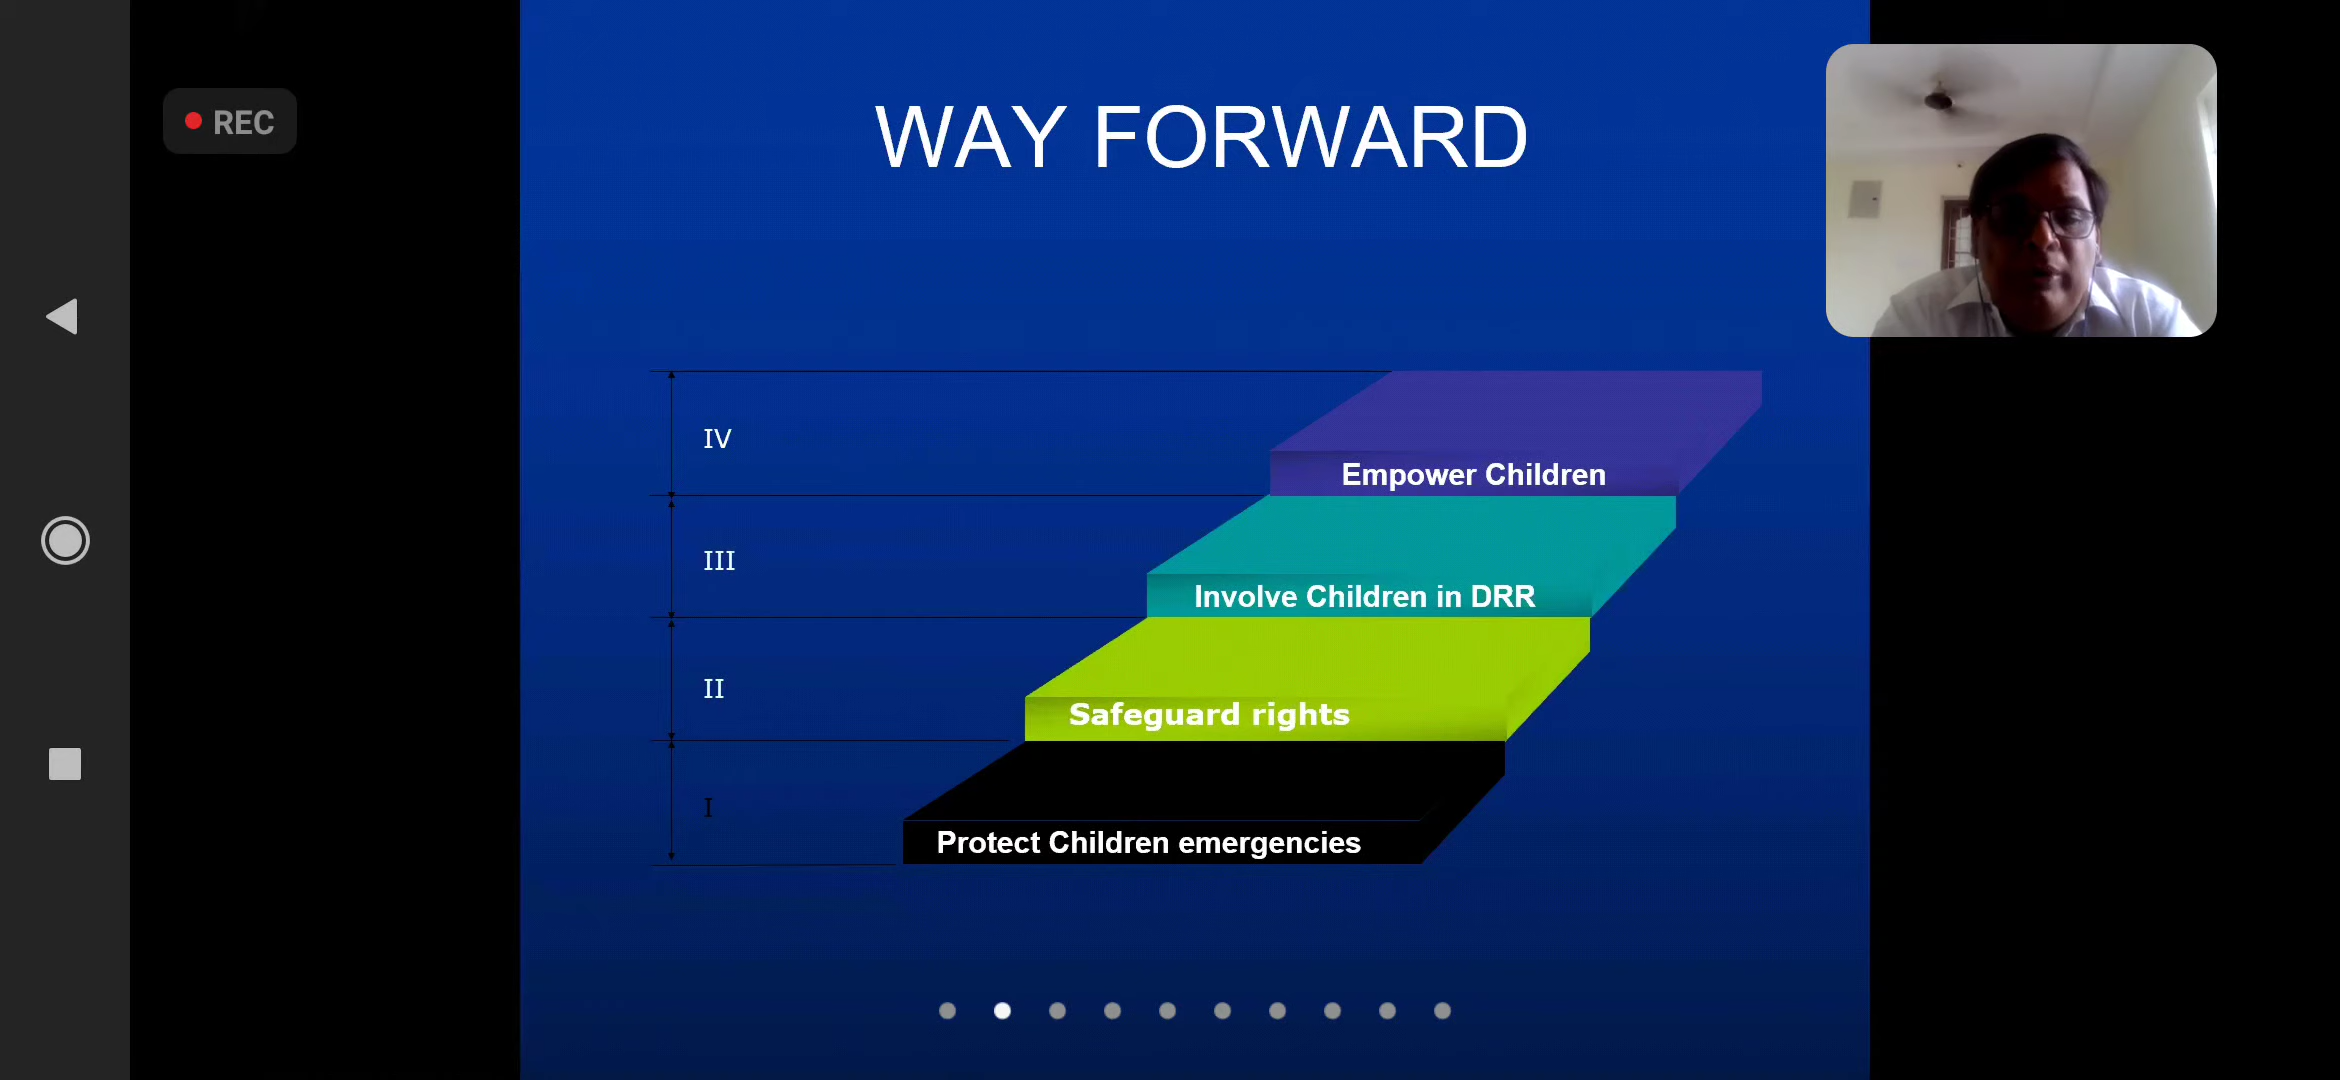 REC
WAY FORWARD
IV
Empower Children
III
Involve Children in DRR
II
Safeguard rights
I
Protect Children emergencies